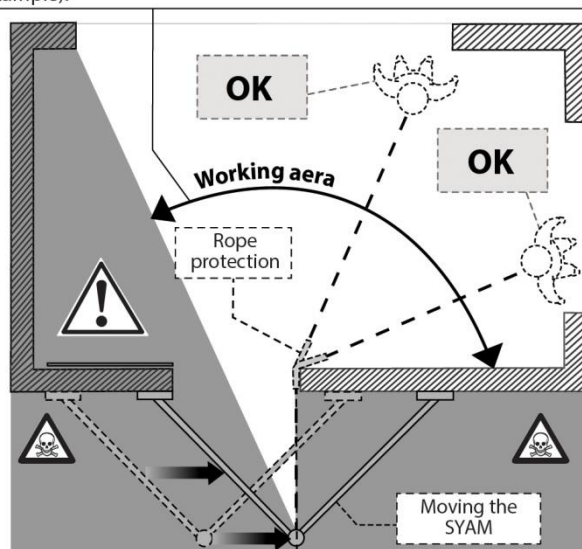 OK
OK
Working aera
Rope
protection
Moving the
SYAM